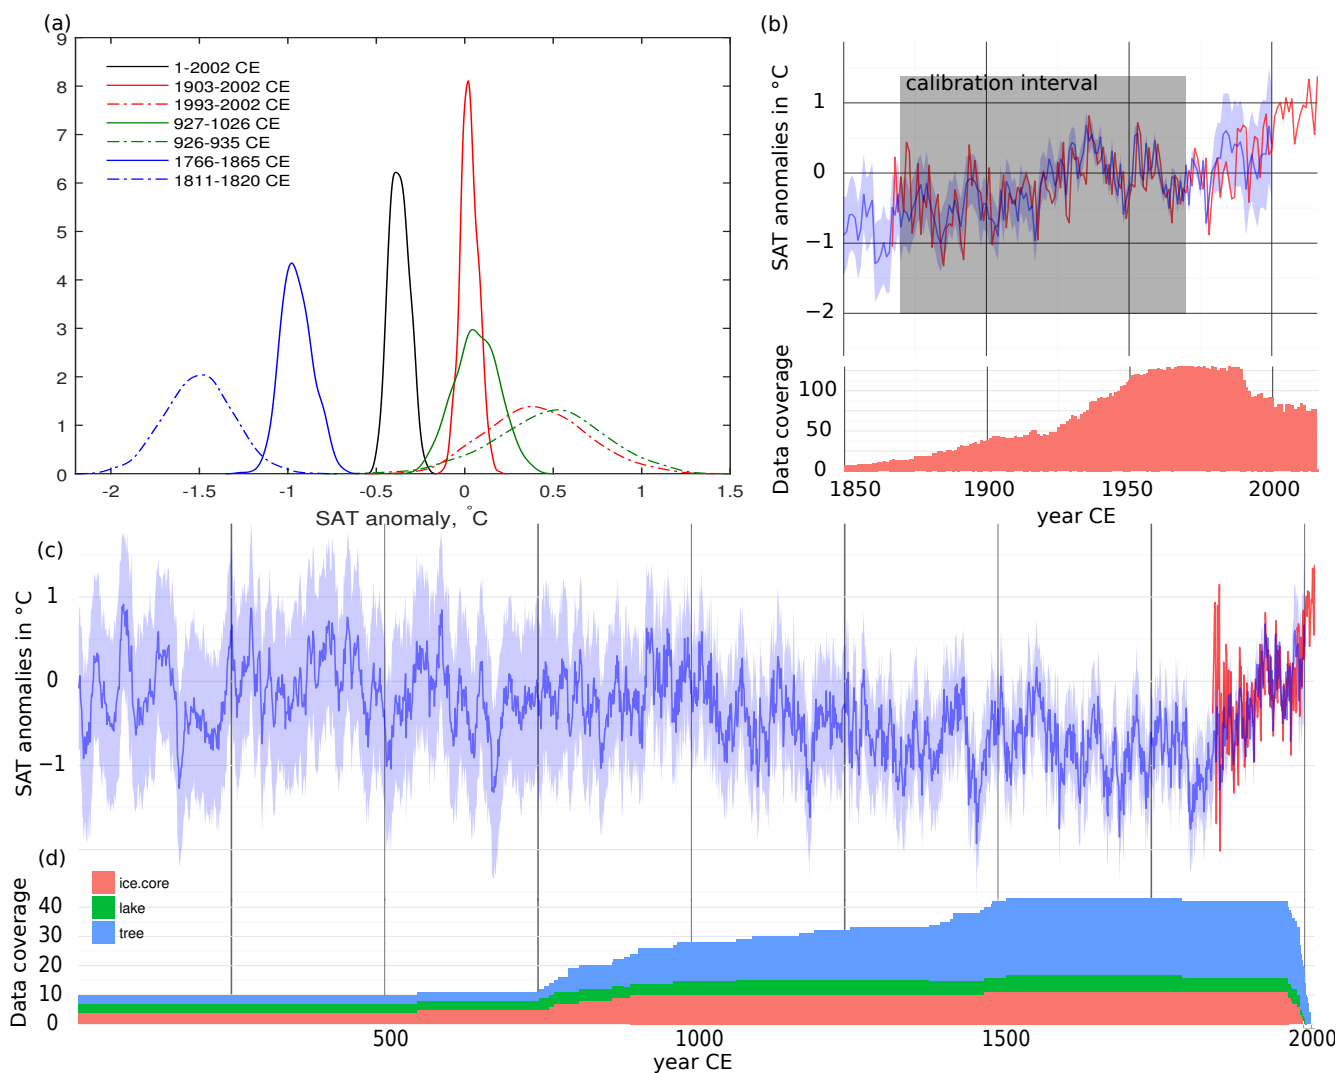 (a)
9
8
7
6
5
4
3
2
1
0
1-2002 CE
1903-2002 CE
1993-2002 CE
927-1026 CE
926-935 CE
1766-1865 CE
1811-1820 CE
-2 -1.5 -1 -0.5 0 0.5 1 1.5
SAT anomaly, °C
(b)
calibration interval
SAT anomalies in °C
1
0
−1
−2
Data coverage
100
50
0
1850 1900 1950 2000
year CE
(c)
SAT anomalies in °C
1
0
−1
(d)
ice.core
lake
tree
Data coverage
40
30
20
10
0
500 1000 1500 2000
year CE